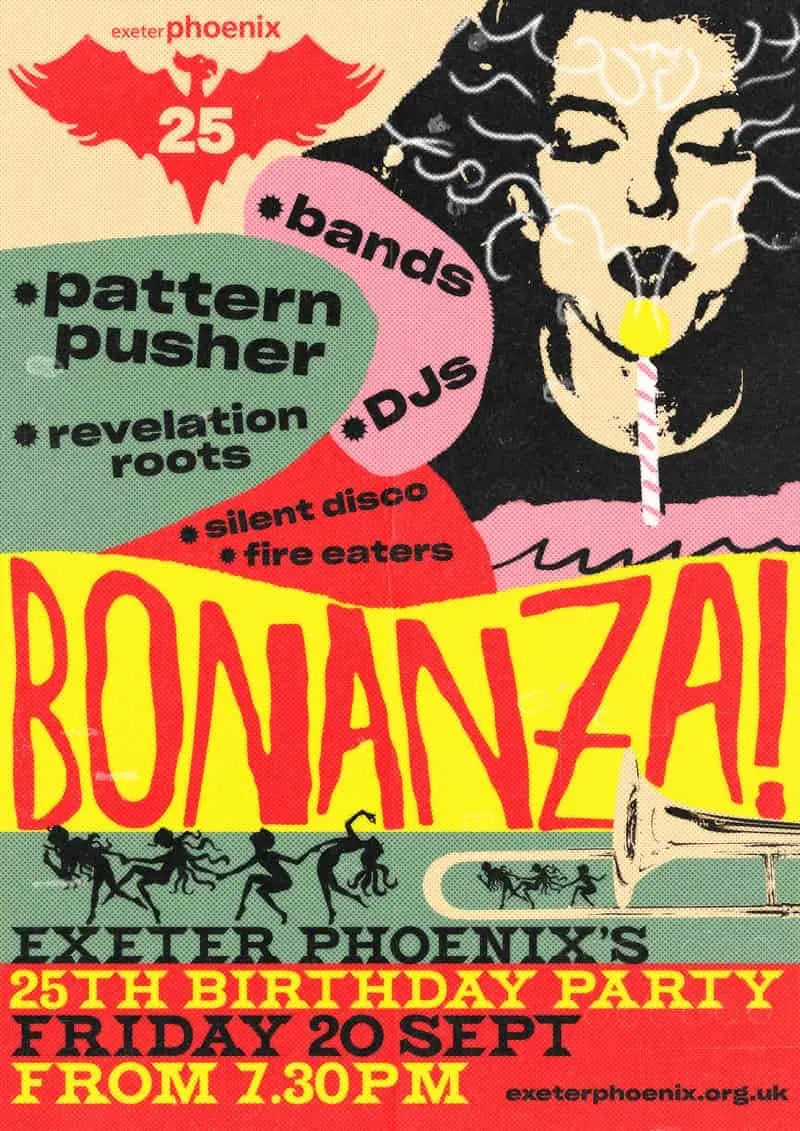 exeter phoenix
25
*bands
*pattern
pusher
*DJs
*revelation
roots
*silent disco
*fire eaters
BONANZA!
EXETER PHOENIX'S
25TH BIRTHDAY PARTY
FRIDAY 20 SEPT
FROM 7.30PM
exeterphoenix.org.uk